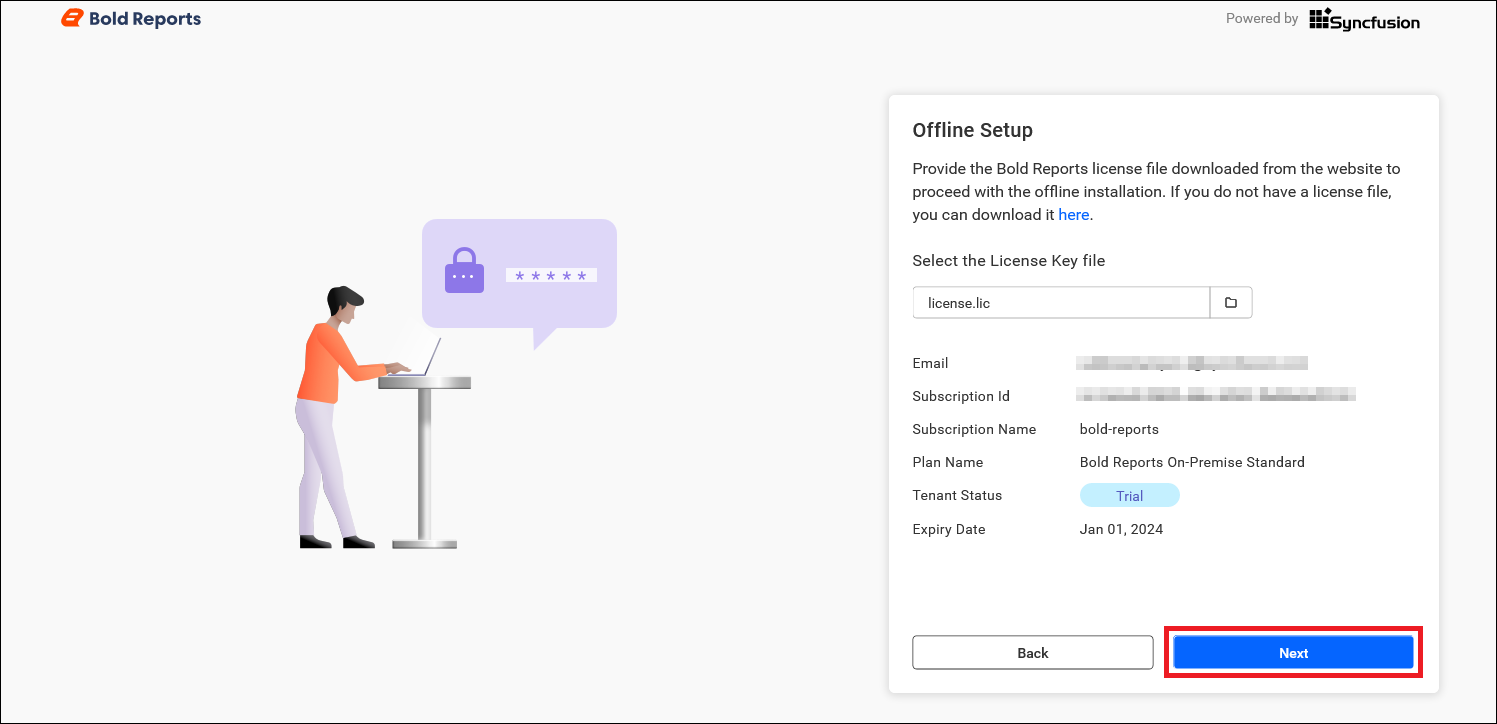 Bold Reports
Powered by Syncfusion
Offline Setup
Provide the Bold Reports license file downloaded from the website to
proceed with the offline installation. If you do not have a license file,
you can download it here.
Select the License Key file
license.lic
Email
Subscription Id
Subscription Name bold-reports
Plan Name Bold Reports On-Premise Standard
Tenant Status Trial
Expiry Date Jan 01, 2024
Back Next